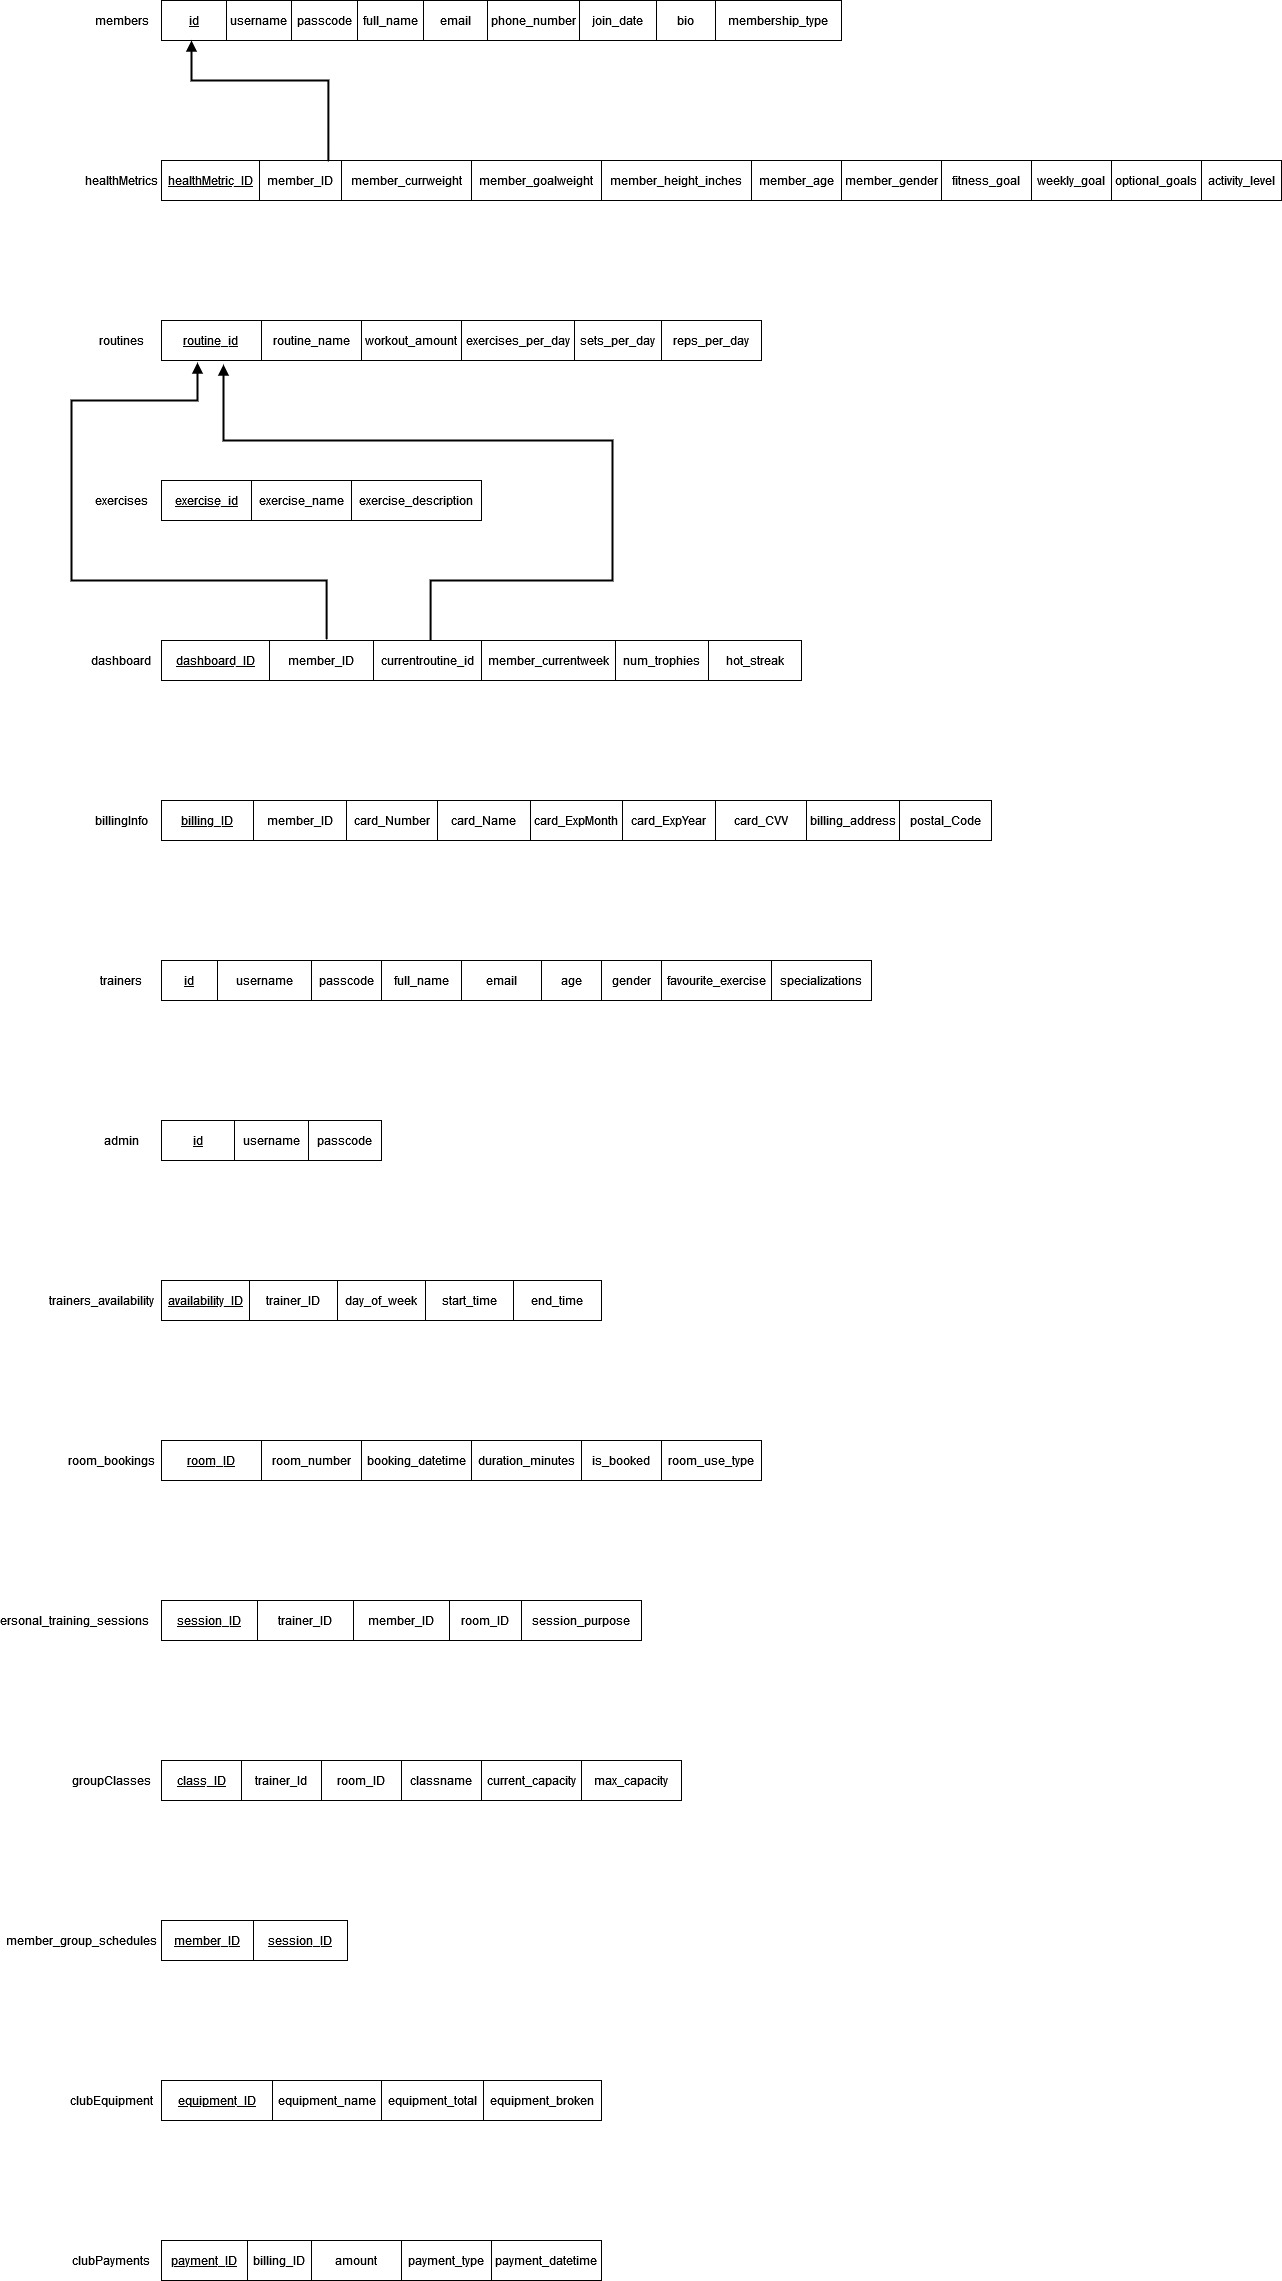 members id username passcode full_name email phone_number join_date bio membership_type
healthMetrics healthMetric_ID member_ID member_currweight member_goalweight member_height_inches member_age member_gender fitness_goal weekly_goal optional_goals activity_level
routines routine_id routine_name workout_amount exercises_per_day sets_per_day reps_per_day
exercises exercise_id exercise_name exercise_description
dashboard dashboard_ID member_ID currentroutine_id member_currentweek num_trophies hot_streak
billingInfo billing_ID member_ID card_Number card_Name card_ExpMonth card_ExpYear card_CVV billing_address postal_Code
trainers id username passcode full_name email age gender favourite_exercise specializations
admin id username passcode
trainers_availability availability_ID trainer_ID day_of_week start_time end_time
room_bookings room_ID room_number booking_datetime duration_minutes is_booked room_use_type
ersonal_training_sessions session_ID trainer_ID member_ID room_ID session_purpose
groupClasses class_ID trainer_Id room_ID classname current_capacity max_capacity
member_group_schedules member_ID session_ID
clubEquipment equipment_ID equipment_name equipment_total equipment_broken
clubPayments payment_ID billing_ID amount payment_type payment_datetime